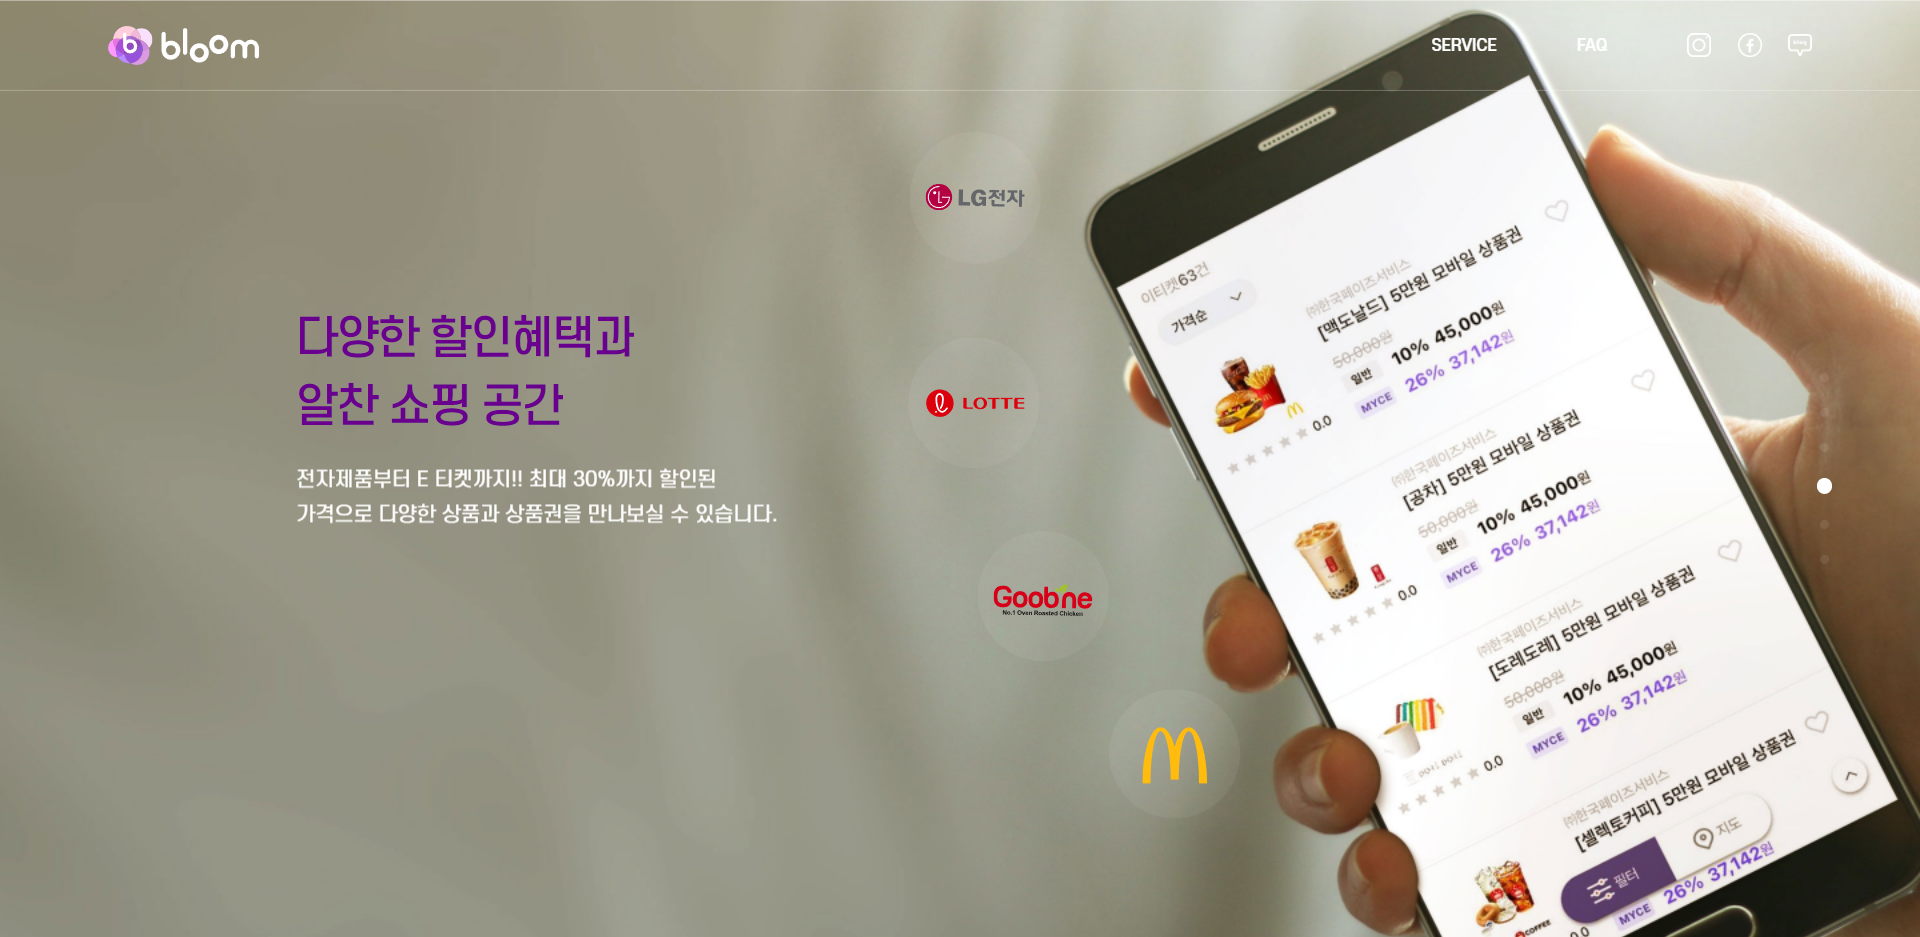 b bloom
SERVICE
FAQ
LG전자
LOTTE
Goobne
No.1 Oven Roasted Chicken
다양한 할인혜택과
알찬 쇼핑 공간
전자제품부터 E 티켓까지!! 최대 30%까지 할인된
가격으로 다양한 상품과 상품권을 만나보실 수 있습니다.
이티켓63건
가격순
㈜한국페이즈서비스
[맥도날드] 5만원 모바일 상품권
50,000원
일반 10% 45,000원
MYCE 26% 37,142원
0.0
㈜한국페이즈서비스
[공차] 5만원 모바일 상품권
50,000원
일반 10% 45,000원
MYCE 26% 37,142원
0.0
㈜한국페이즈서비스
[도레도레] 5만원 모바일 상품권
50,000원
일반 10% 45,000원
MYCE 26% 37,142원
0.0
㈜한국페이즈서비스
[셀렉토커피] 5만원 모바일 상품권
지도
필터
MYCE 26% 37,142원
COFFEE
0.0